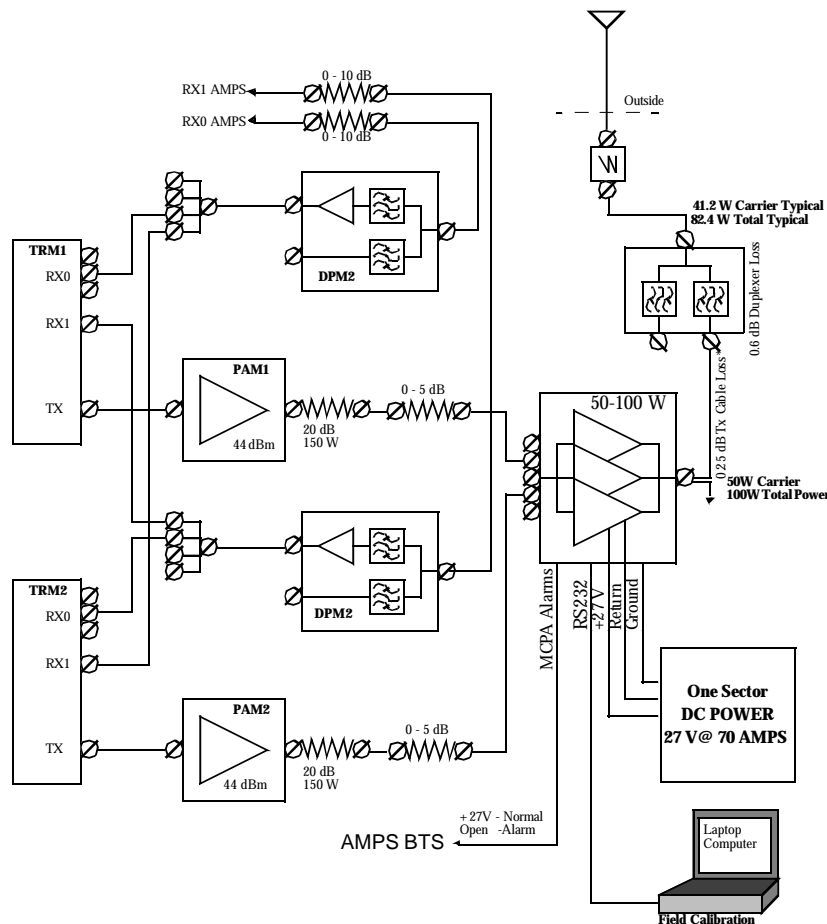 0 - 10 dB
RX1 AMPS
RX0 AMPS
0 - 10 dB
Outside
41.2 W Carrier Typical
82.4 W Total Typical
TRM1
RX0
RX1
TX
DPM2
0.6 dB Duplexer Loss
PAM1
44 dBm
0 - 5 dB
20 dB
150 W
50-100 W
0 25 dB Tx Cable Loss*
50W Carrier
100W Total Power
TRM2
RX0
RX1
TX
DPM2
MCPA Alarms
RS232
+27 V
Return
Ground
PAM2
44 dBm
0 - 5 dB
20 dB
150 W
One Sector
DC POWER
27 V@ 70 AMPS
+27V - Normal
Open -Alarm
AMPS BTS
Laptop
Computer
Field Calibration